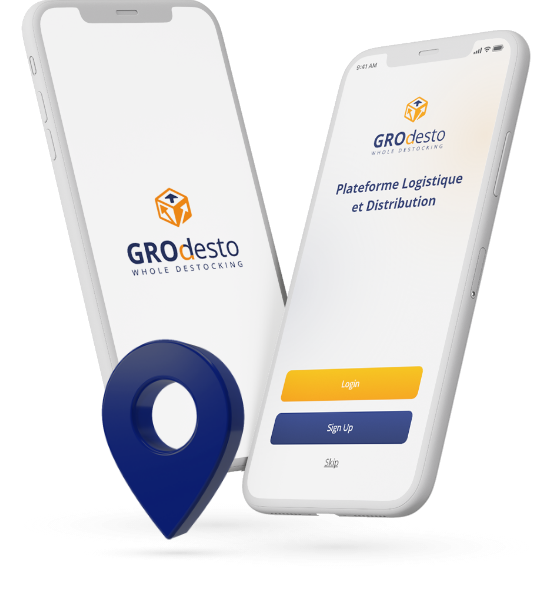 GROdesto
WHOLE DESTOCKING
9:41 AM
GROdesto
WHOLE DESTOCKING
Plateforme Logistique
et Distribution
Login
Sign Up
Skip